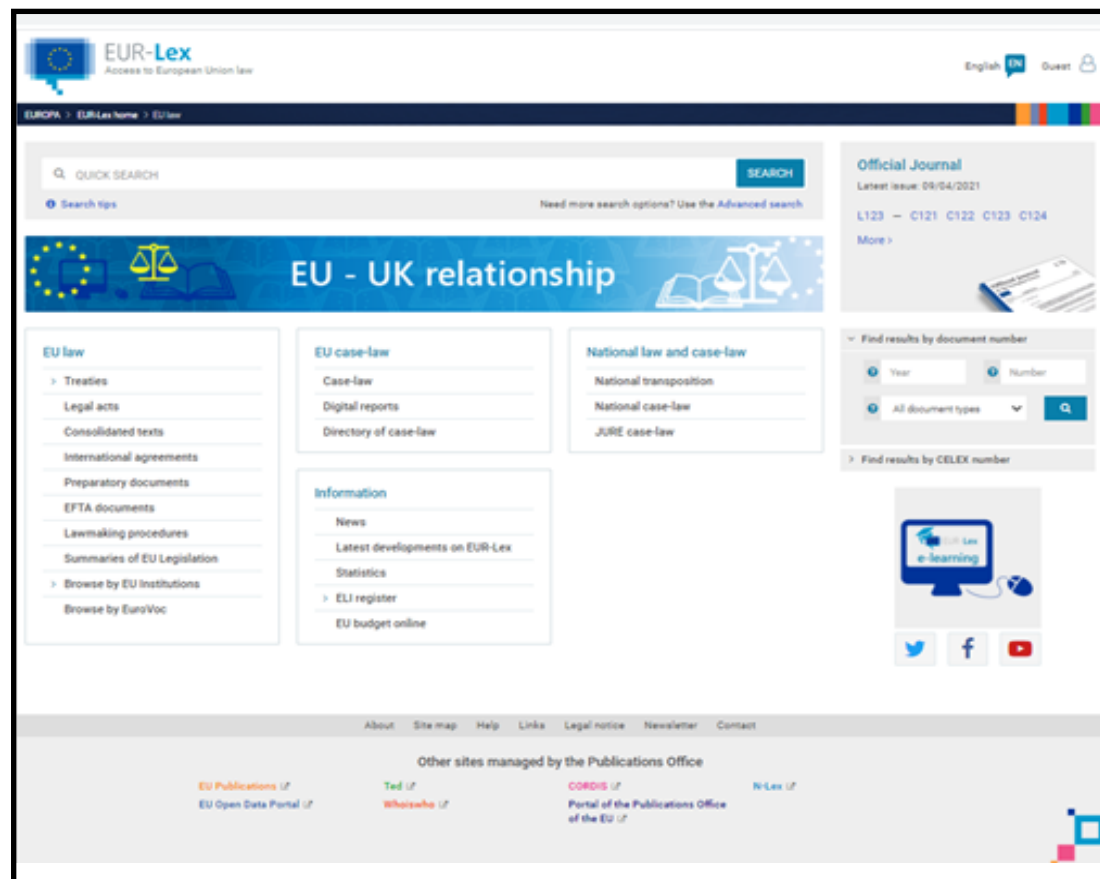 EUR-Lex
Access to European Union law
English EN Guest
EUROPA > EUR-Lex home > EU law
QUICK SEARCH
SEARCH
Search tips
Need more search options? Use the Advanced search
EU - UK relationship
Official Journal
Latest issue: 09/04/2021
L123 – C121 C122 C123 C124
More >
EU law
> Treaties
Legal acts
Consolidated texts
International agreements
Preparatory documents
EFTA documents
Lawmaking procedures
Summaries of EU Legislation
> Browse by EU Institutions
Browse by EuroVoc
EU case-law
Case-law
Digital reports
Directory of case-law
Information
News
Latest developments on EUR-Lex
Statistics
> ELI register
EU budget online
National law and case-law
National transposition
National case-law
JURE case-law
Find results by document number
Year
Number
All document types
> Find results by CELEX number
EUR-Lex
e-learning
About Site map Help Links Legal notice Newsletter Contact
Other sites managed by the Publications Office
EU Publications
Ted
CORDIS
N-Lex
EU Open Data Portal
Whoiswho
Portal of the Publications Office
of the EU